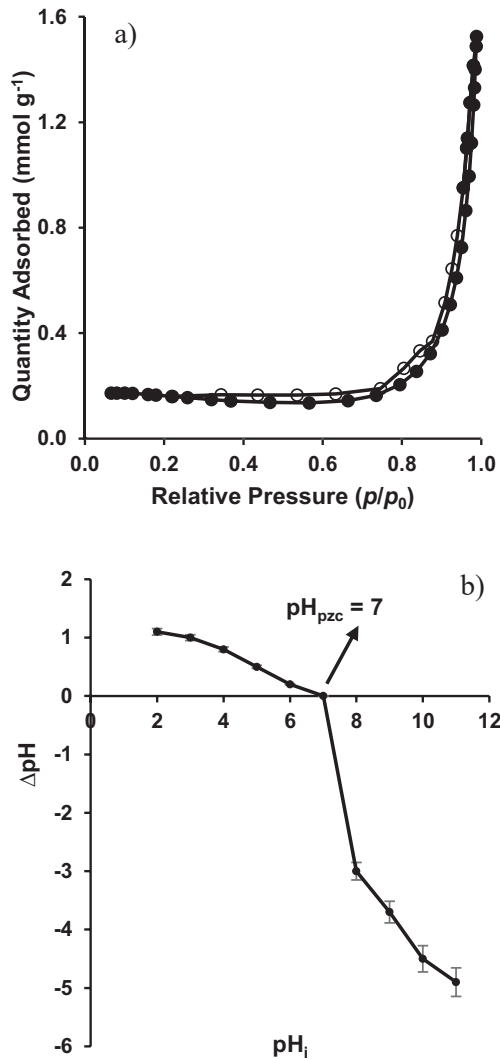 a)
Quantity Adsorbed (mmol g⁻¹)
1.6
1.2
0.8
0.4
0.0
0.0 0.2 0.4 0.6 0.8 1.0
Relative Pressure (p/p₀)
b)
pHpzc = 7
ΔpH
2
1
0
-1
-2
-3
-4
-5
-6
0 2 4 6 8 10 12
pHi